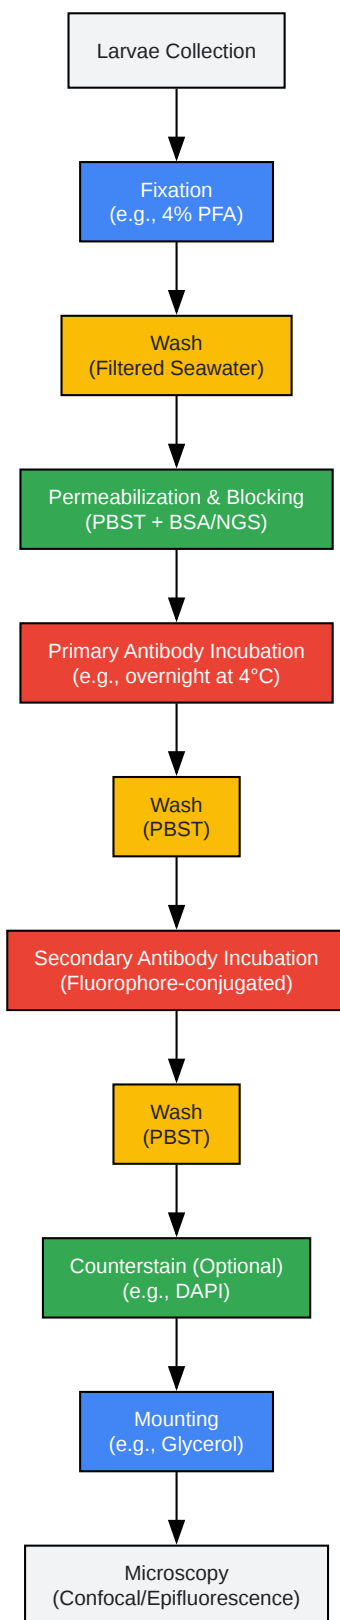 Larvae Collection
Fixation
(e.g., 4% PFA)
Wash
(Filtered Seawater)
Permeabilization & Blocking
(PBST + BSA/NGS)
Primary Antibody Incubation
(e.g., overnight at 4°C)
Wash
(PBST)
Secondary Antibody Incubation
(Fluorophore-conjugated)
Wash
(PBST)
Counterstain (Optional)
(e.g., DAPI)
Mounting
(e.g., Glycerol)
Microscopy
(Confocal/Epifluorescence)